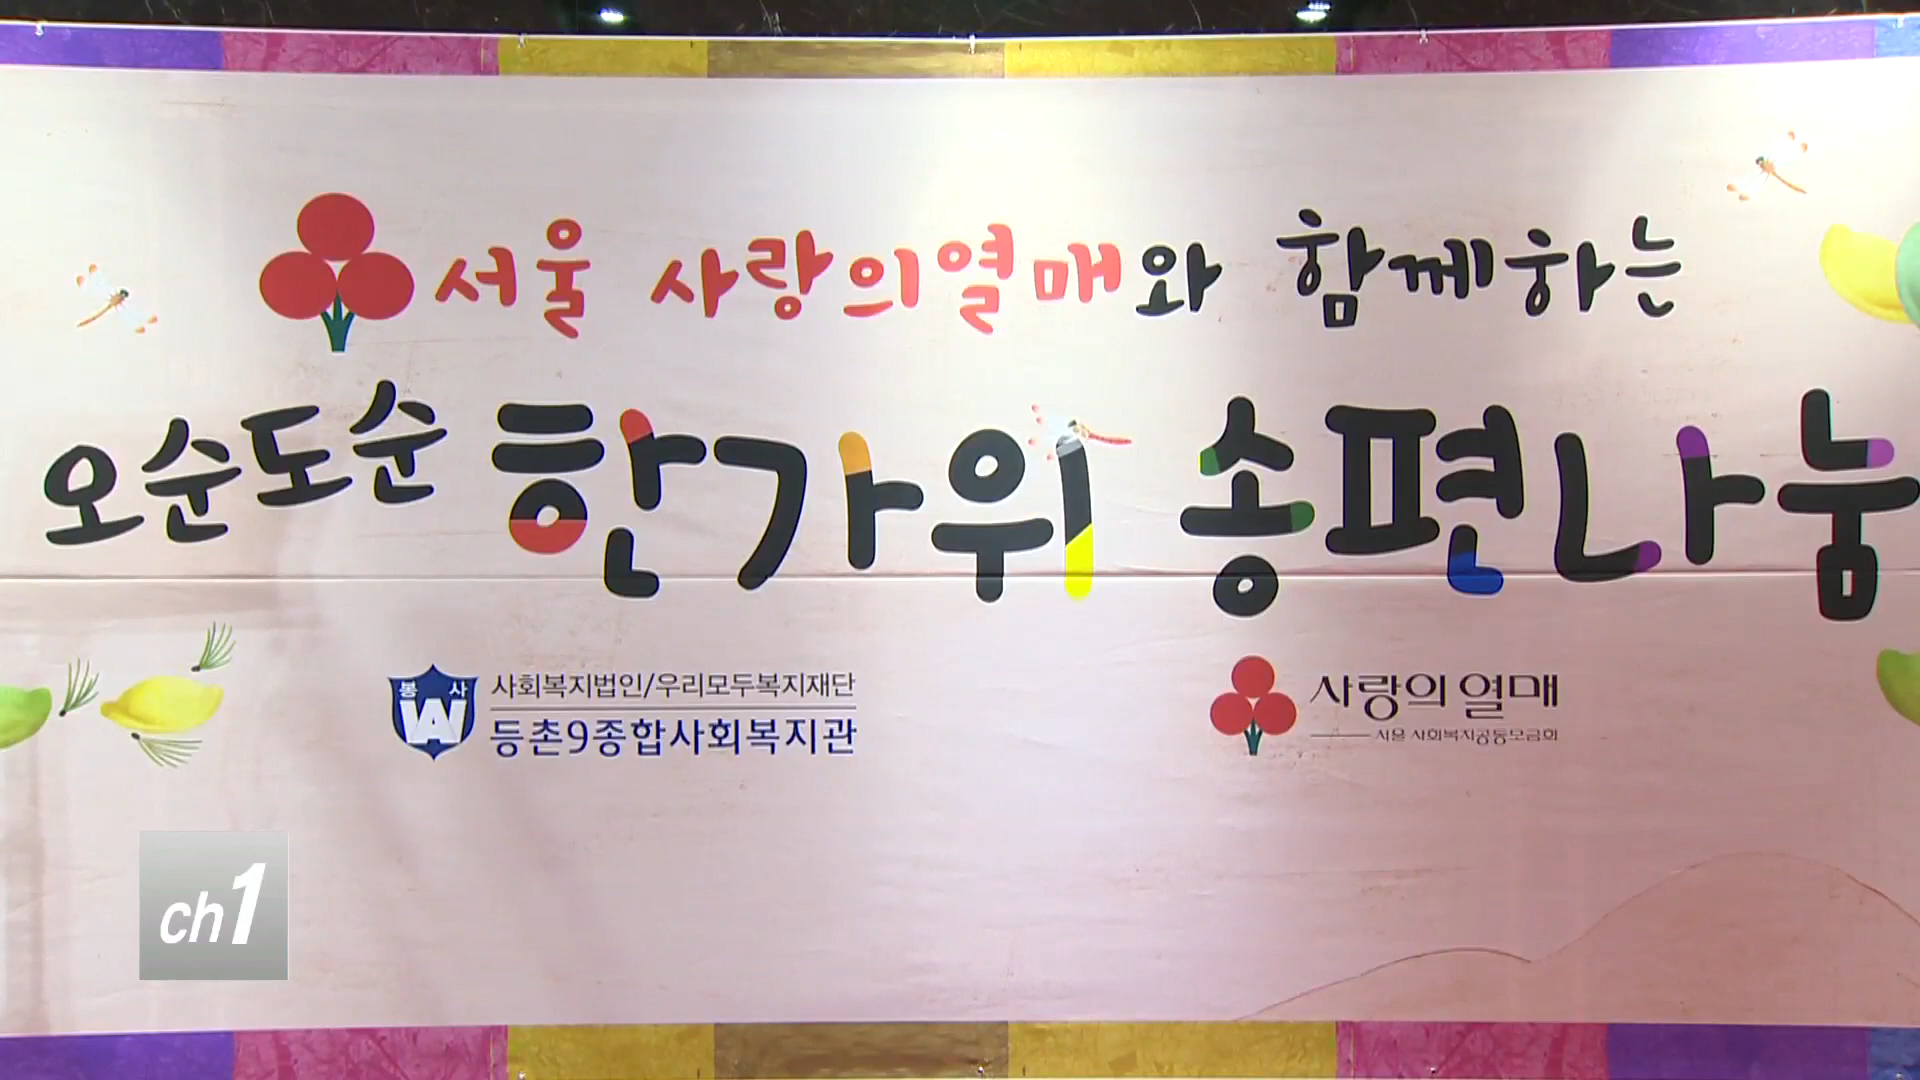 서울 사랑의열매와 함께하는
오순도순 한가위 송편나눔
봉 사
사회복지법인/우리모두복지재단
등촌9종합사회복지관
사랑의열매
서울 사회복지공동모금회
ch1